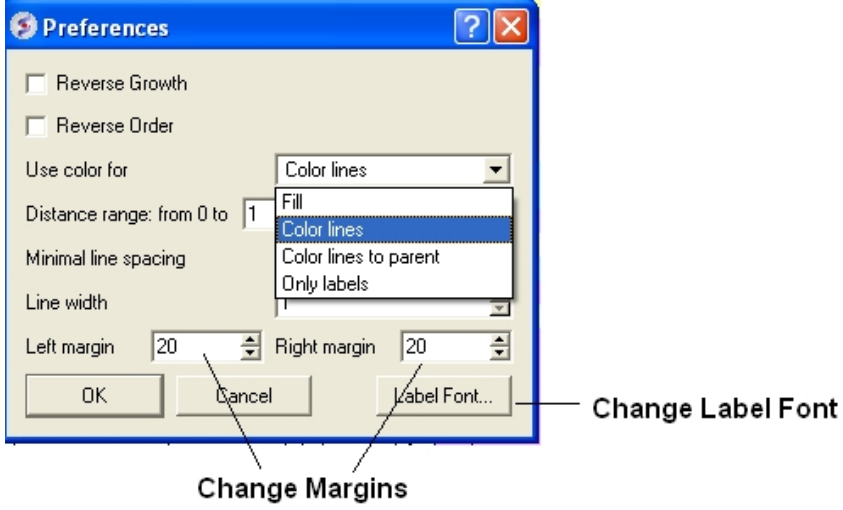 Preferences
Reverse Growth
Reverse Order
Use color for Color lines
Fill
Distance range: from 0 to 1
Color lines
Minimal line spacing Color lines to parent
Only labels
Line width
Left margin 20 Right margin 20
OK Cancel Label Font...
Change Label Font
Change Margins